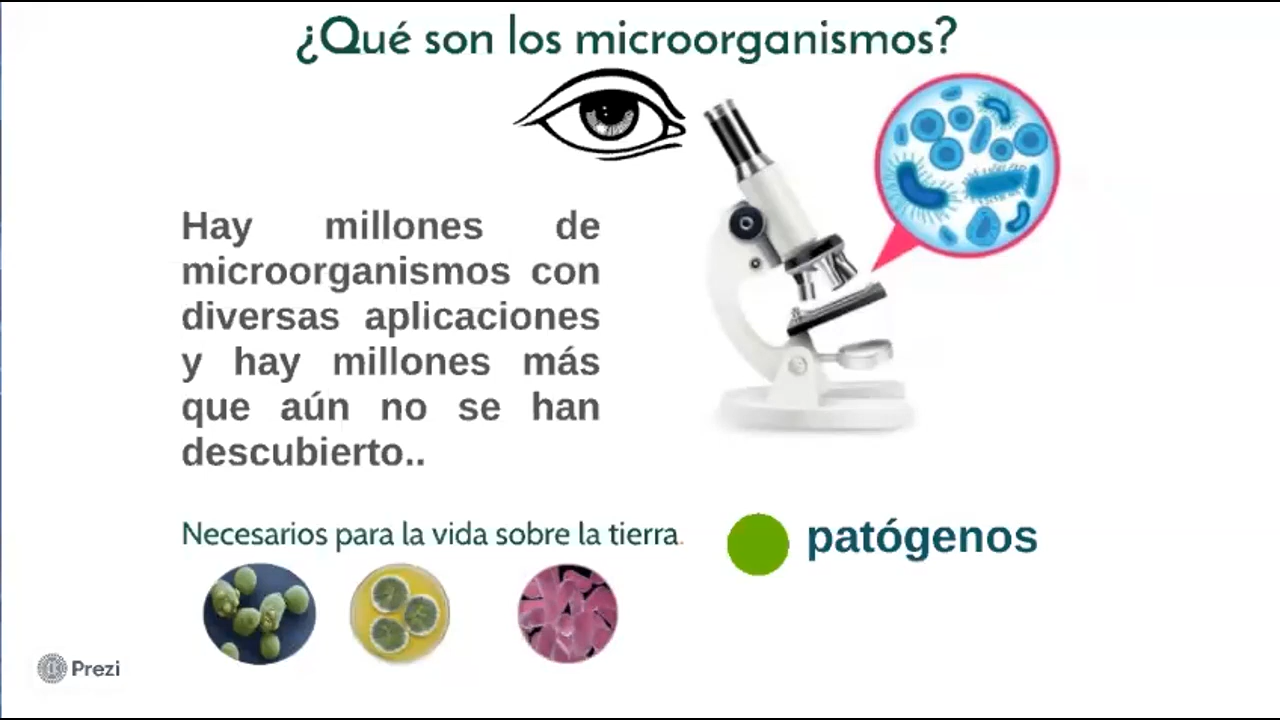 ¿Qué son los microorganismos?
Hay millones de
microorganismos con
diversas aplicaciones
y hay millones más
que aún no se han
descubierto..
Necesarios para la vida sobre la tierra.
patógenos
Prezi